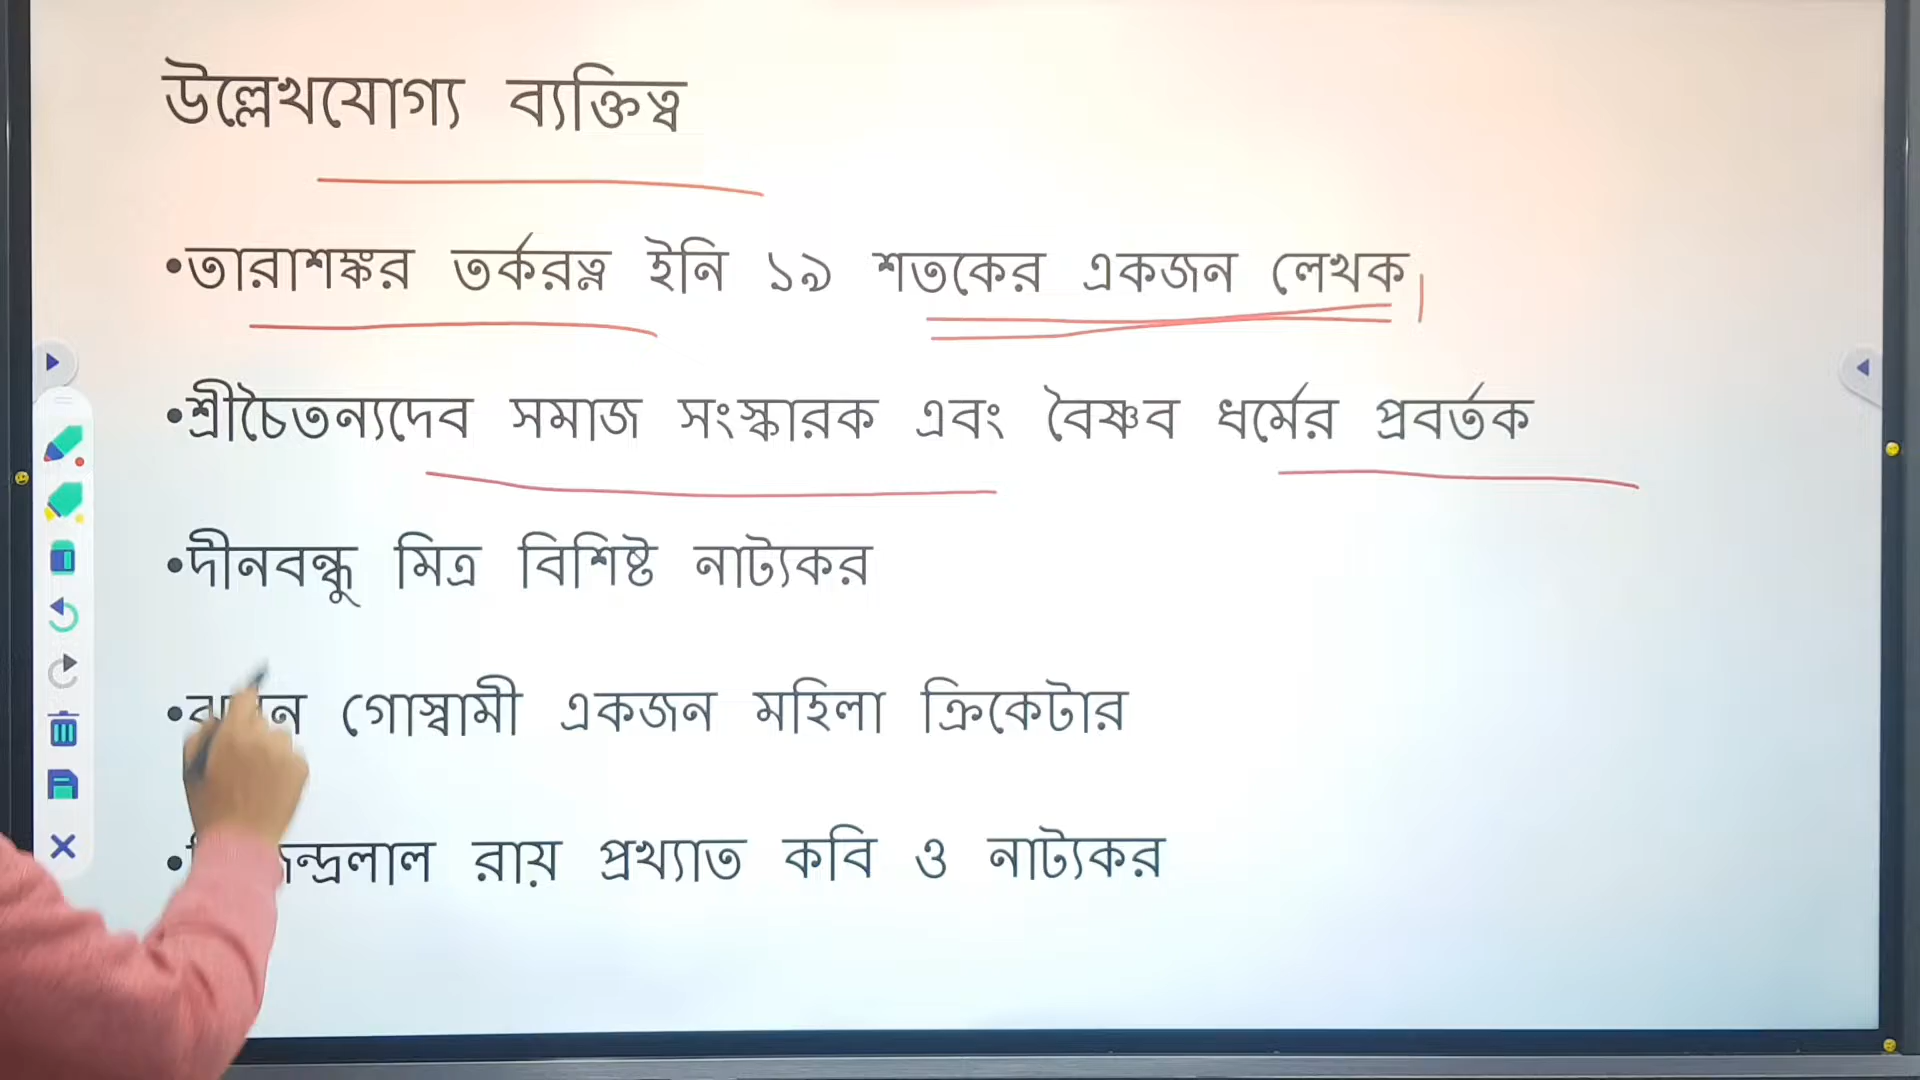 উল্লেখযোগ্য ব্যক্তিত্ব
•তারাশঙ্কর তর্করত্ন ইনি ১৯ শতকের একজন লেখক।
•শ্রীচৈতন্যদেব সমাজ সংস্কারক এবং বৈষ্ণব ধর্মের প্রবর্তক
•দীনবন্ধু মিত্র বিশিষ্ট নাট্যকর
• গোস্বামী একজন মহিলা ক্রিকেটার
• রায় প্রখ্যাত কবি ও নাট্যকর